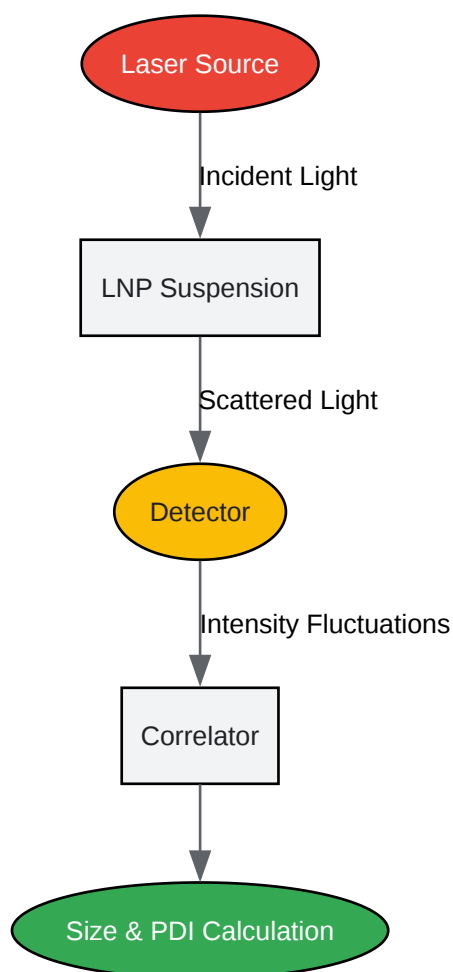 Laser Source
Incident Light
LNP Suspension
Scattered Light
Detector
Intensity Fluctuations
Correlator
Size & PDI Calculation